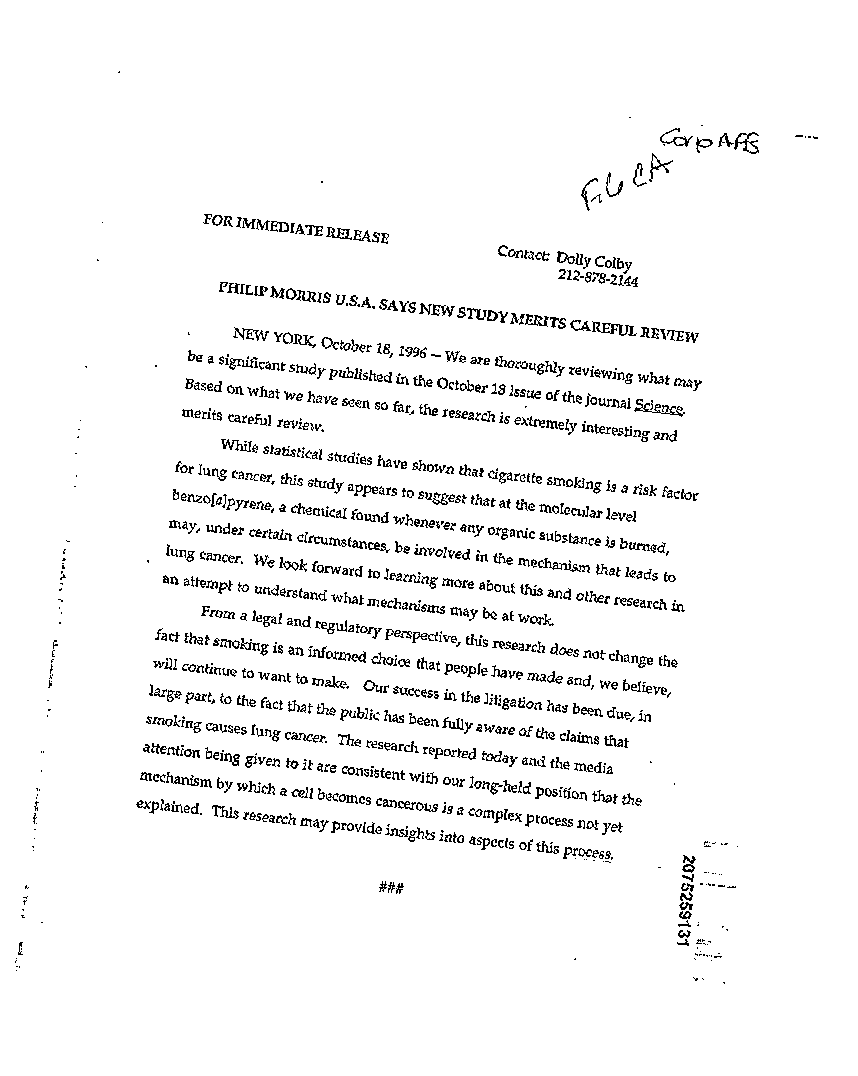 Corp Affs
File CA
FOR IMMEDIATE RELEASE
Contact: Dolly Colby
212-878-2144
PHILIP MORRIS U.S.A. SAYS NEW STUDY MERITS CAREFUL REVIEW
NEW YORK, October 18, 1996 – We are thoroughly reviewing what may
be a significant study published in the October 18 issue of the journal Science.
Based on what we have seen so far, the research is extremely interesting and
merits careful review.
While statistical studies have shown that cigarette smoking is a risk factor
for lung cancer, this study appears to suggest that at the molecular level
benzo[a]pyrene, a chemical found whenever any organic substance is burned,
may, under certain circumstances, be involved in the mechanism that leads to
lung cancer. We look forward to learning more about this and other research in
an attempt to understand what mechanisms may be at work.
From a legal and regulatory perspective, this research does not change the
fact that smoking is an informed choice that people have made and, we believe,
will continue to want to make. Our success in the litigation has been due, in
large part, to the fact that the public has been fully aware of the claims that
smoking causes lung cancer. The research reported today and the media
attention being given to it are consistent with our long-held position that the
mechanism by which a cell becomes cancerous is a complex process not yet
explained. This research may provide insights into aspects of this process.
###
2075259131